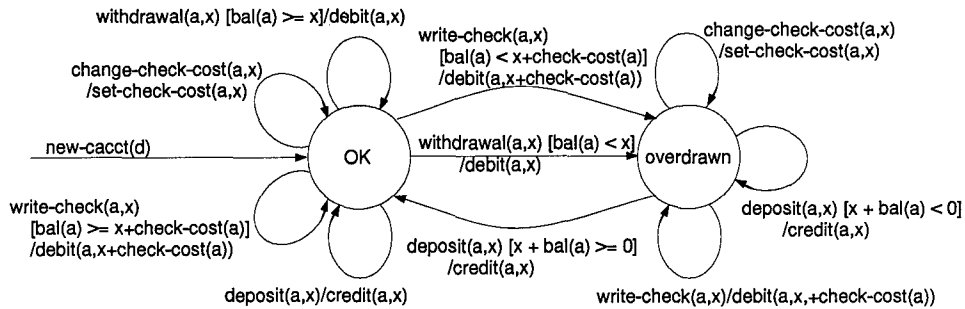 withdrawal(a,x) [bal(a) >= x]/debit(a,x)
change-check-cost(a,x)
/set-check-cost(a,x)
write-check(a,x)
[bal(a) < x+check-cost(a)]
/debit(a,x+check-cost(a))
change-check-cost(a,x)
/set-check-cost(a,x)
new-cacct(d)
OK
withdrawal(a,x) [bal(a) < x]
/debit(a,x)
overdrawn
write-check(a,x)
[bal(a) >= x+check-cost(a)]
/debit(a,x+check-cost(a))
deposit(a,x)/credit(a,x)
deposit(a,x) [x + bal(a) >= 0]
/credit(a,x)
deposit(a,x) [x + bal(a) < 0]
/credit(a,x)
write-check(a,x)/debit(a,x,+check-cost(a))